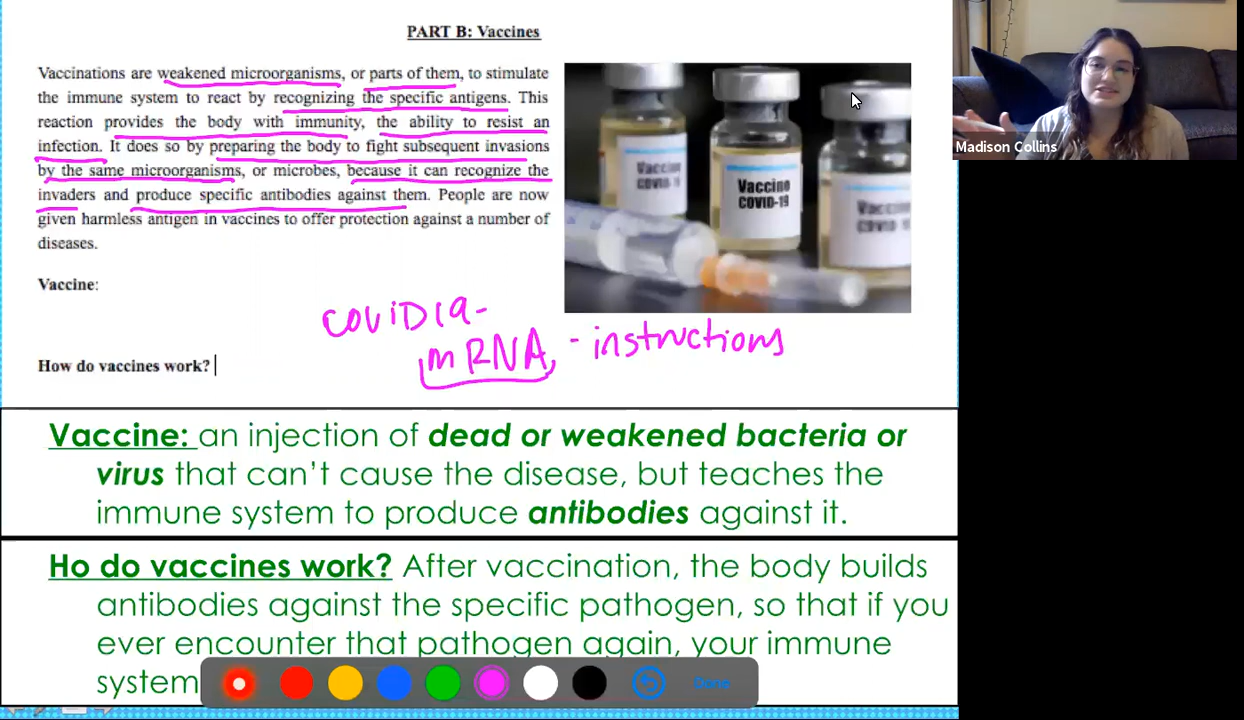 PART B: Vaccines
Vaccinations are weakened microorganisms, or parts of them, to stimulate
the immune system to react by recognizing the specific antigens. This
reaction provides the body with immunity, the ability to resist an
infection. It does so by preparing the body to fight subsequent invasions
by the same microorganisms, or microbes, because it can recognize the
invaders and produce specific antibodies against them. People are now
given harmless antigen in vaccines to offer protection against a number of
diseases.
Vaccine:
How do vaccines work?
Vaccine
COVID-19
Vaccine
COVID-19
Vaccine
COVID-19
Madison Collins
COVID19-
mRNA, - instructions
Vaccine: an injection of dead or weakened bacteria or
virus that can't cause the disease, but teaches the
immune system to produce antibodies against it.
Ho do vaccines work? After vaccination, the body builds
antibodies against the specific pathogen, so that if you
ever encounter that pathogen again, your immune
system
Done